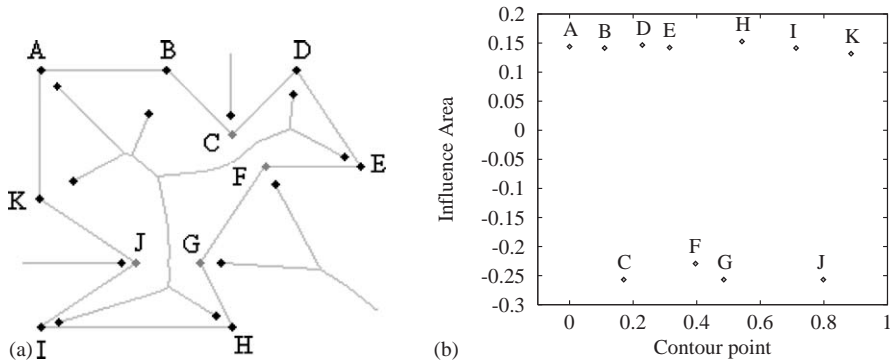 A
B
D
C
F
E
K
J
G
(a)
I
H
0.2
0.15
0.1
0.05
0
-0.05
-0.1
-0.15
-0.2
-0.25
-0.3
Influence Area
A
B
D
E
H
I
K
C
F
G
J
0
0.2
0.4
0.6
0.8
1
(b)
Contour point